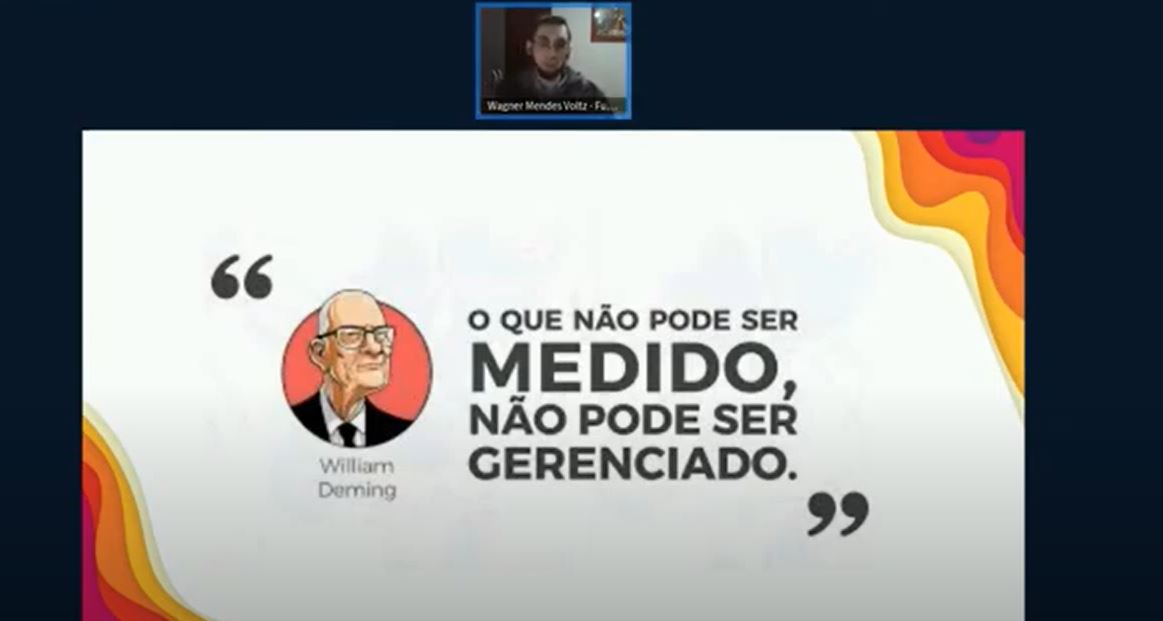 Wagner Mendes Voltz - Fu...
“
O QUE NÃO PODE SER
MEDIDO,
NÃO PODE SER
GERENCIADO.
”
William
Deming